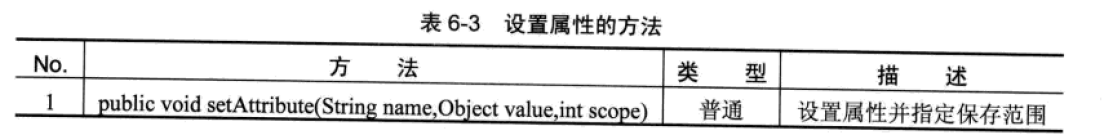 表 6-3 设置属性的方法
No. 方 法 类 型 描 述
1 public void setAttribute(String name,Object value,int scope) 普通 设置属性并指定保存范围